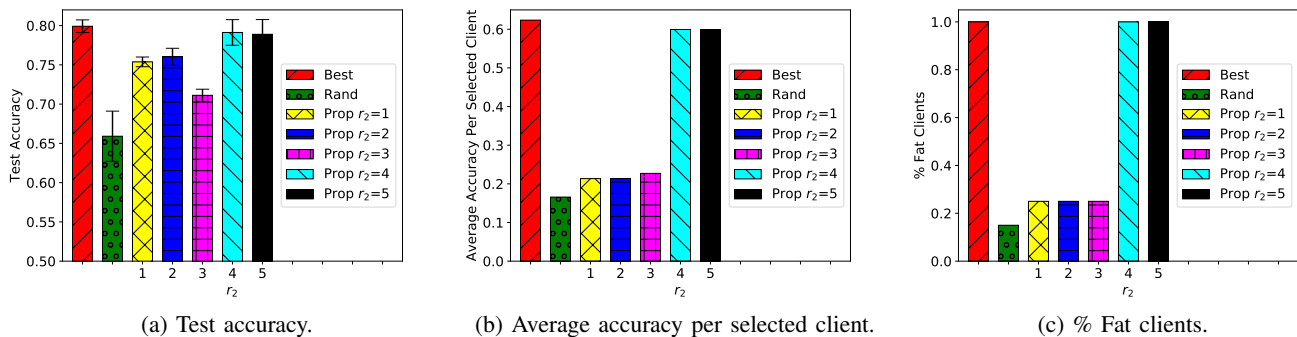 Test Accuracy
0.80
0.75
0.70
0.65
0.60
0.55
0.50
1 2 3 4 5
r₂
Best
Rand
Prop r₂=1
Prop r₂=2
Prop r₂=3
Prop r₂=4
Prop r₂=5
(a) Test accuracy.
Average Accuracy Per Selected Client
0.6
0.4
0.2
0.0
1 2 3 4 5
r₂
Best
Rand
Prop r₂=1
Prop r₂=2
Prop r₂=3
Prop r₂=4
Prop r₂=5
(b) Average accuracy per selected client.
% Fat Clients
1.0
0.8
0.6
0.4
0.2
0.0
1 2 3 4 5
r₂
Best
Rand
Prop r₂=1
Prop r₂=2
Prop r₂=3
Prop r₂=4
Prop r₂=5
(c) % Fat clients.